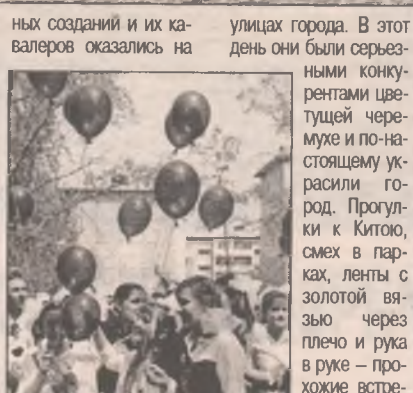 ных созданий и их ка-
валеров оказались на
улицах города. В этот
день они были серьез-
ными конку-
рентами цве-
тущей чере-
мухе и по-на-
стоящему ук-
расили го-
род. Прогул-
ки к Китою,
смех в пар-
ках, ленты с
золотой вя-
зью через
плечо и рука
в руке – про-
хожие встре-